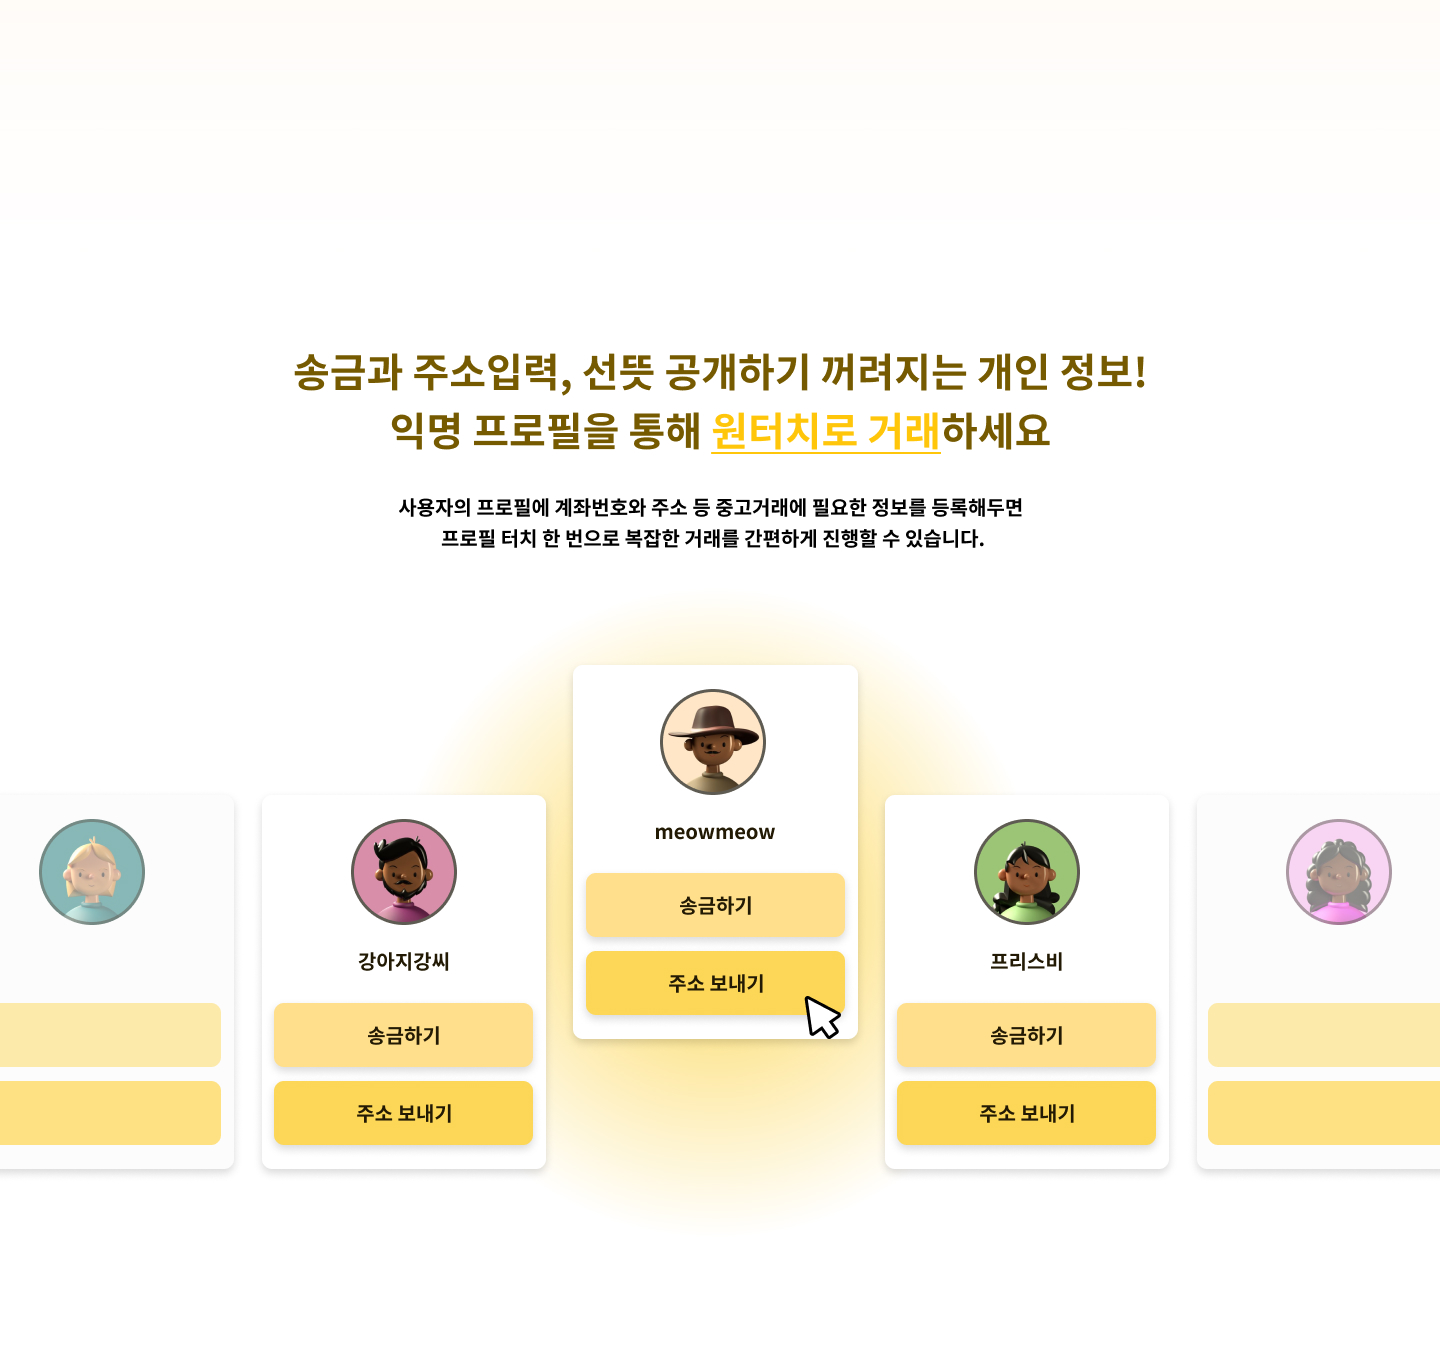 송금과 주소입력, 선뜻 공개하기 꺼려지는 개인 정보!
익명 프로필을 통해 원터치로 거래하세요
사용자의 프로필에 계좌번호와 주소 등 중고거래에 필요한 정보를 등록해두면
프로필 터치 한 번으로 복잡한 거래를 간편하게 진행할 수 있습니다.
강아지강씨
송금하기
주소 보내기
meowmeow
송금하기
주소 보내기
프리스비
송금하기
주소 보내기